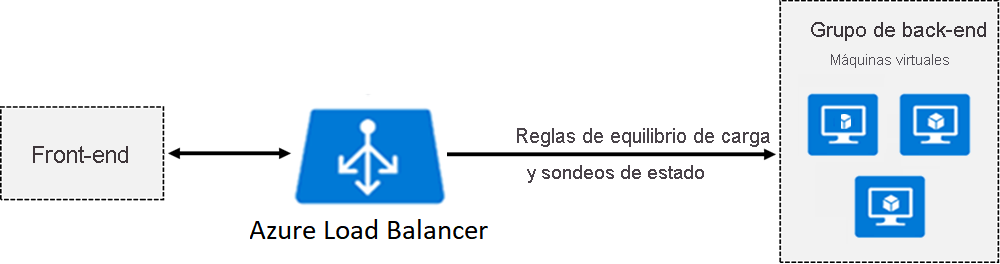 Grupo de back-end
Máquinas virtuales
Front-end
Reglas de equilibrio de carga
y sondeos de estado
Azure Load Balancer